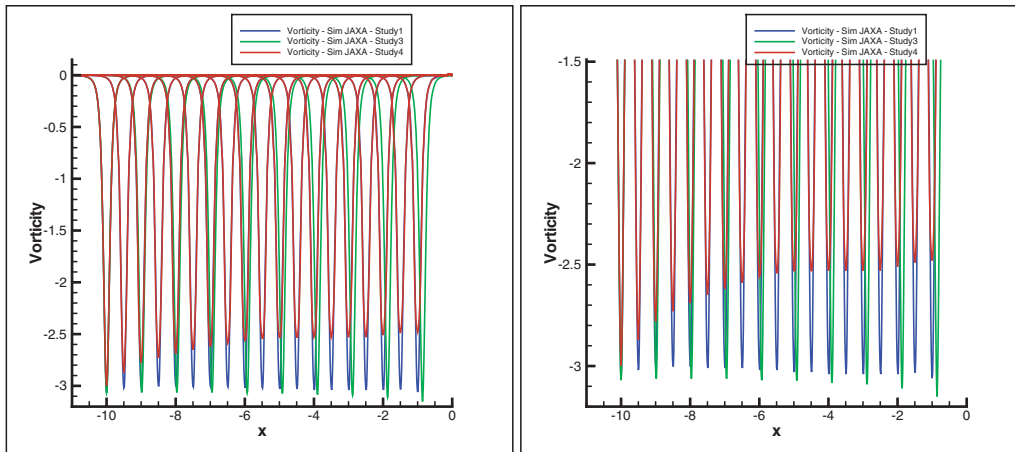 Vorticity - Sim JAXA - Study1
Vorticity - Sim JAXA - Study3
Vorticity - Sim JAXA - Study4
0
-0.5
-1
-1.5
-2
-2.5
-3
Vorticity
-10
-8
-6
-4
-2
0
x
Vorticity - Sim JAXA - Study1
Vorticity - Sim JAXA - Study3
Vorticity - Sim JAXA - Study4
-1.5
-2
-2.5
-3
Vorticity
-10
-8
-6
-4
-2
0
x